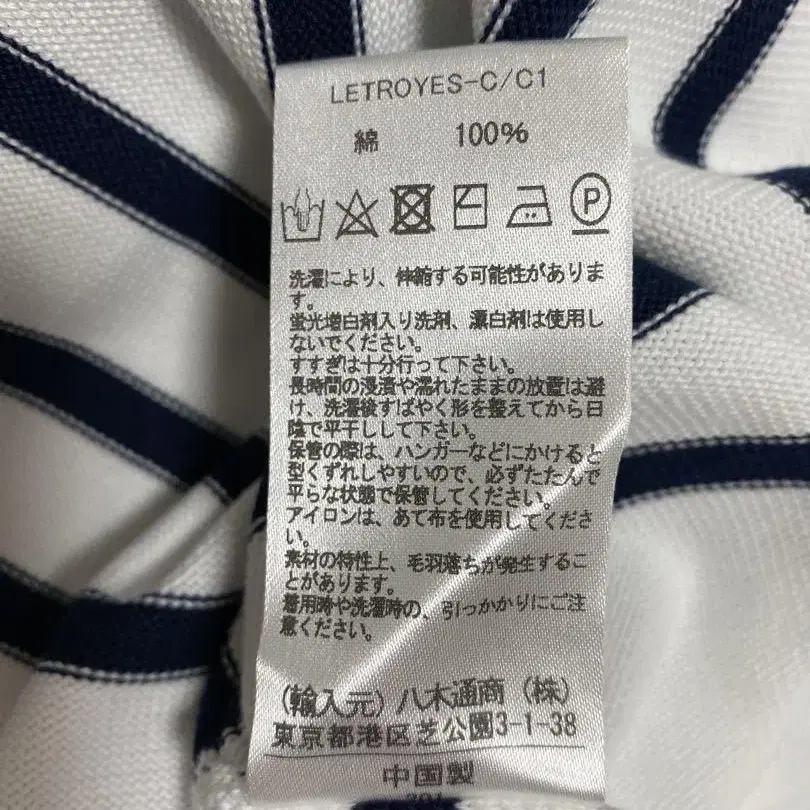 LETROYES-C/C1
綿 100%
P
洗濯により、伸縮する可能性がありま
す。
蛍光増白剤入り洗剤、漂白剤は使用し
ないでください。
すすぎは十分行って下さい。
長時間の浸漬や濡れたままの放置は避
け、洗濯後すばやく形を整えてから日
陰で平干しして下さい。
保管の際は、ハンガーなどにかけると
型くずれしやすいので、必ずたたんで
平らな状態で保管してください。
アイロンは、あて布を使用してくださ
い。
素材の特性上、毛羽落ちが発生するこ
とがあります。
着用時や洗濯時の、引っかかりにご注
意ください。
(輸入元) 八木通商 (株)
東京都港区芝公園3-1-38
中国製